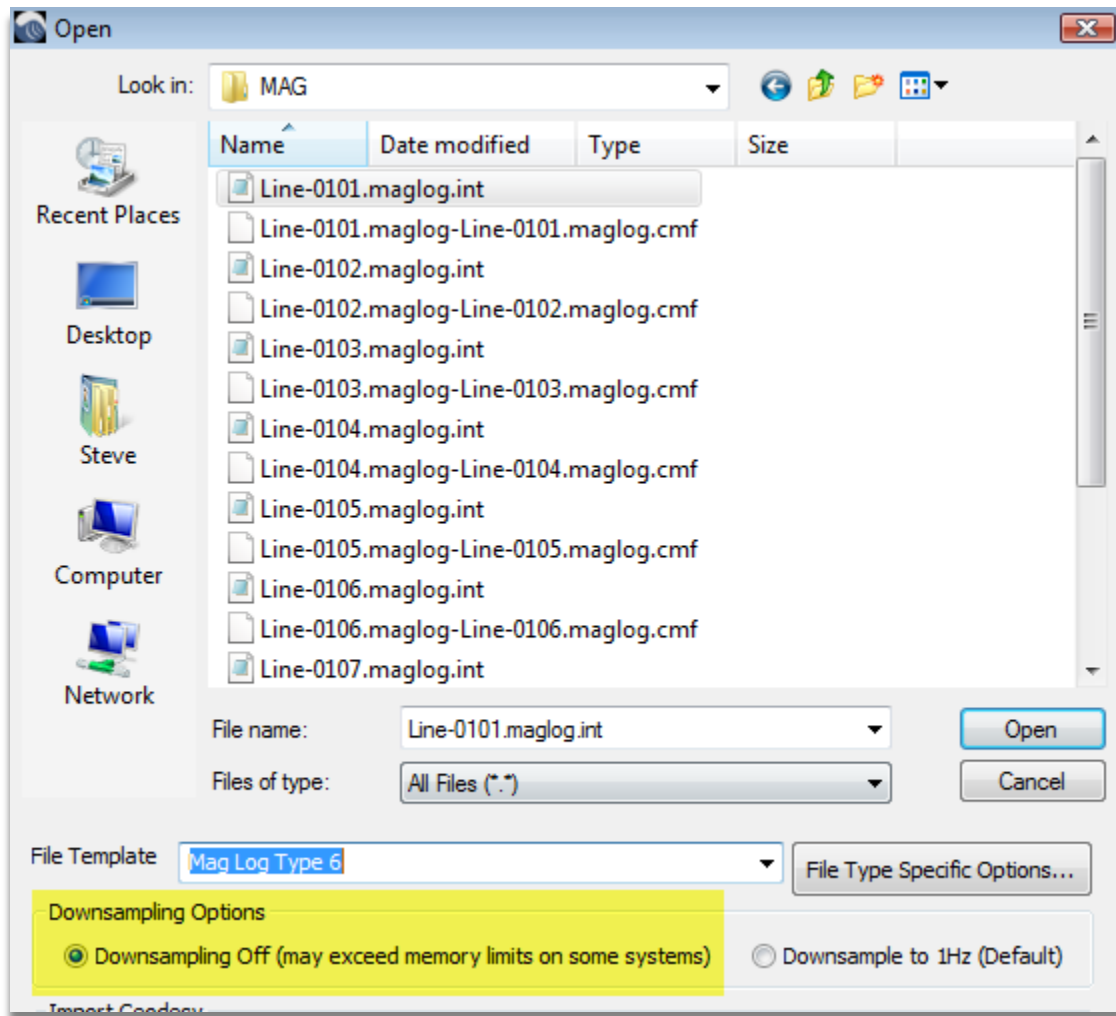 Open
Look in: MAG
Name Date modified Type Size
Recent Places
Desktop
Steve
Computer
Network
Line-0101.maglog.int
Line-0101.maglog-Line-0101.maglog.cmf
Line-0102.maglog.int
Line-0102.maglog-Line-0102.maglog.cmf
Line-0103.maglog.int
Line-0103.maglog-Line-0103.maglog.cmf
Line-0104.maglog.int
Line-0104.maglog-Line-0104.maglog.cmf
Line-0105.maglog.int
Line-0105.maglog-Line-0105.maglog.cmf
Line-0106.maglog.int
Line-0106.maglog-Line-0106.maglog.cmf
Line-0107.maglog.int
File name: Line-0101.maglog.int Open
Files of type: All Files (*.*) Cancel
File Template Mag Log Type 6 File Type Specific Options...
Downsampling Options
Downsampling Off (may exceed memory limits on some systems) Downsample to 1Hz (Default)
Import Geodesy